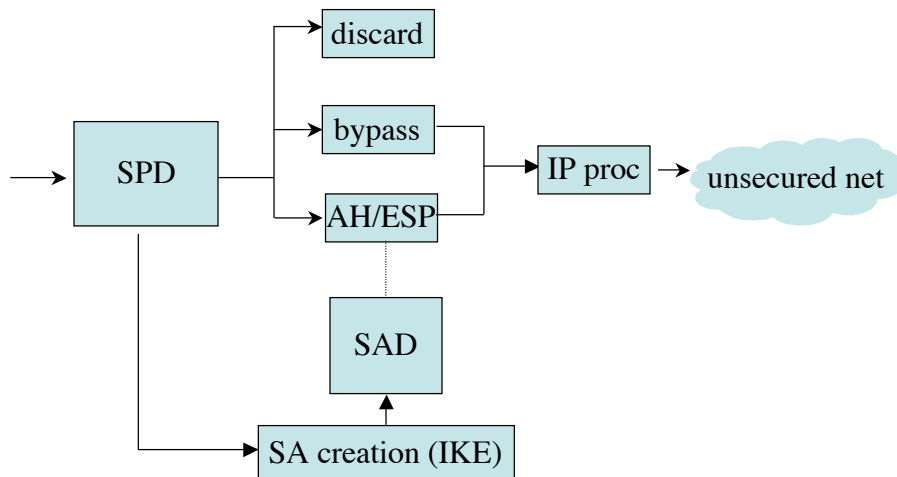 discard
SPD
bypass
IP proc
unsecured net
AH/ESP
SAD
SA creation (IKE)